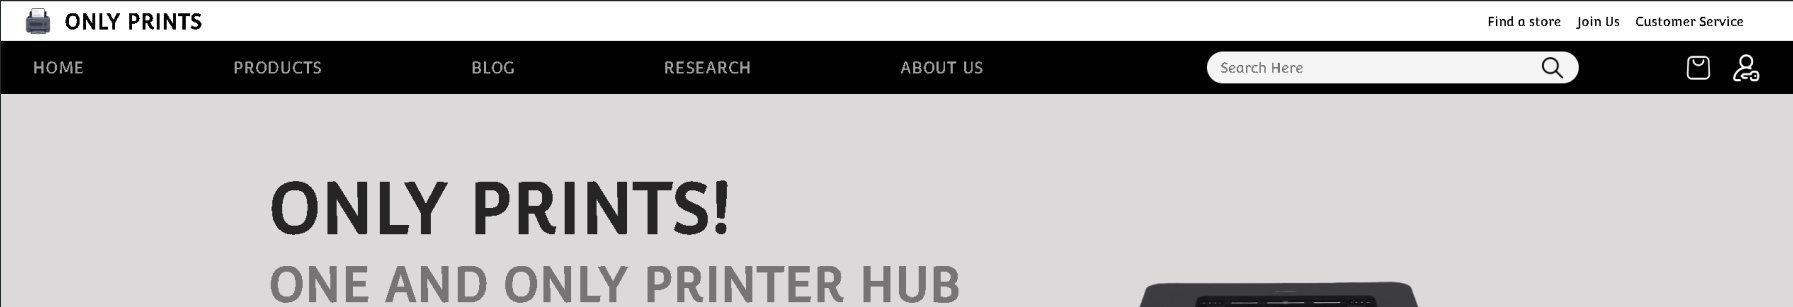 ONLY PRINTS
Find a store Join Us Customer Service
HOME PRODUCTS BLOG RESEARCH ABOUT US Search Here
ONLY PRINTS!
ONE AND ONLY PRINTER HUB